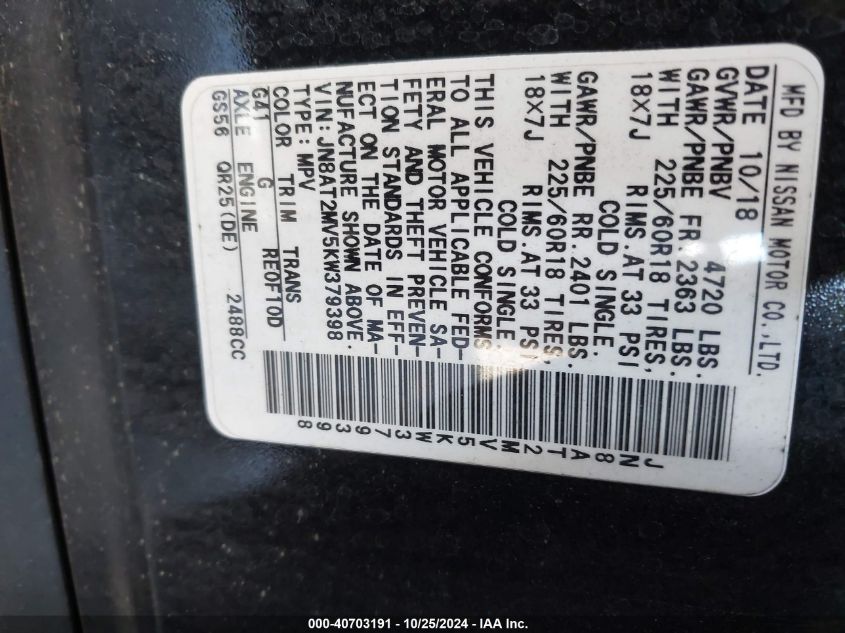 MFD BY NISSAN MOTOR CO.,LTD.
DATE 10/18
GVWR/PNBV 4720 LBS.
GAWR/PNBE FR. 2363 LBS.
WITH 225/60R18 TIRES,
18X7J RIMS.AT 33 PSI
COLD SINGLE.
GAWR/PNBE RR. 2401 LBS.
WITH 225/60R18 TIRES,
18X7J RIMS.AT 33 PSI
COLD SINGLE.
THIS VEHICLE CONFORMS
TO ALL APPLICABLE FED-
ERAL MOTOR VEHICLE SA-
FETY AND THEFT PREVEN-
TION STANDARDS IN EFF-
ECT ON THE DATE OF MA-
NUFACTURE SHOWN ABOVE.
VIN:JN8AT2MV5KW379398
TYPE:MPV
COLOR TRIM TRANS
G41 G RE0F10D
AXLE ENGINE
GS56 QR25(DE) 2488CC
JN8AT2MV5KW379398
000-40703191 - 10/25/2024 - IAA Inc.